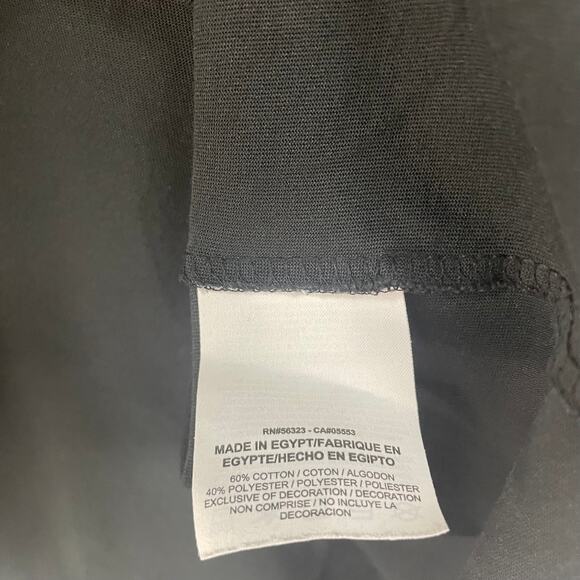 RN#56323 - CA#05553
MADE IN EGYPT/FABRIQUE EN
EGYPTE/HECHO EN EGIPTO
60% COTTON / COTON / ALGODON
40% POLYESTER / POLYESTER / POLIESTER
EXCLUSIVE OF DECORATION / DECORATION
NON COMPRISE / NO INCLUYE LA
DECORACION